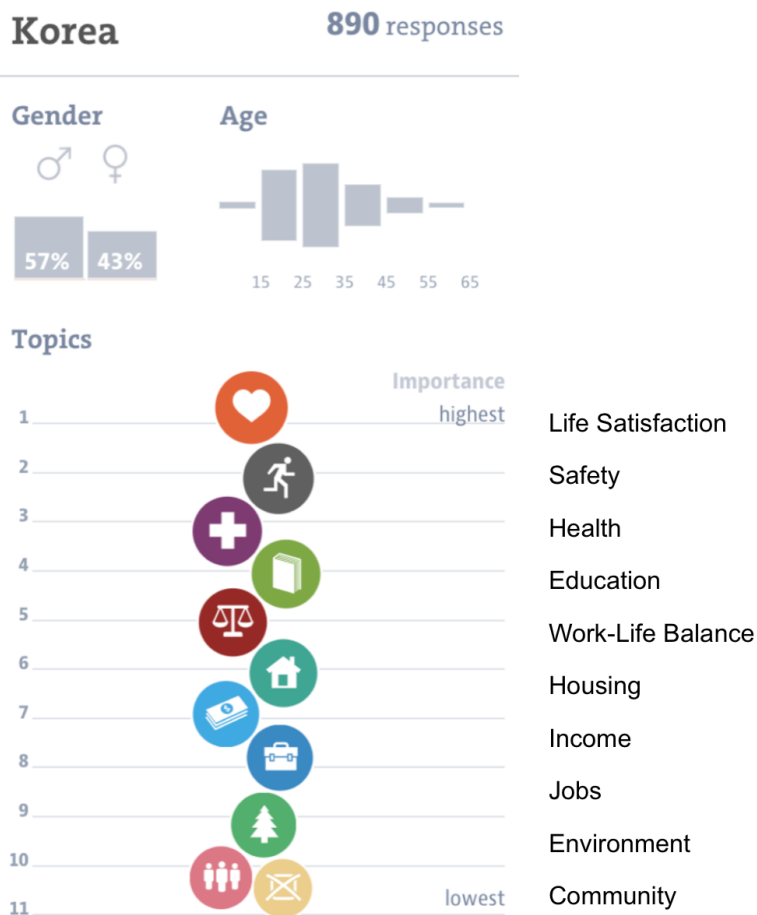 Korea
890 responses
Gender
Age
57%
43%
15 25 35 45 55 65
Topics
Importance
1
highest
Life Satisfaction
2
Safety
3
Health
4
Education
5
Work-Life Balance
6
Housing
7
Income
8
Jobs
9
Environment
10
lowest
Community
11